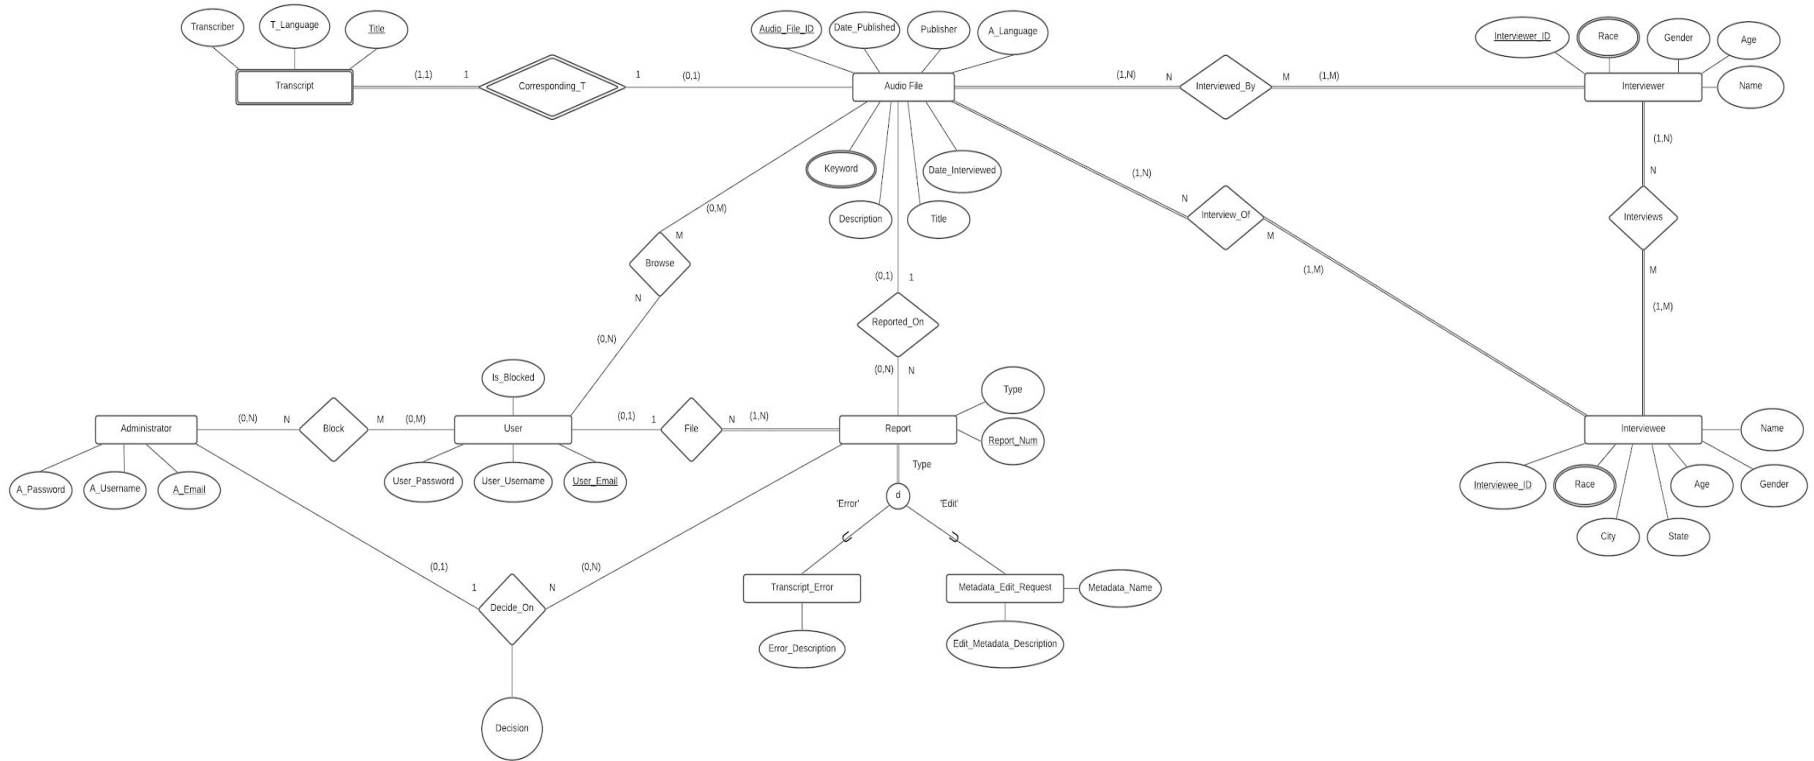 Transcriber
T_Language
Title
Audio_File_ID
Date_Published
Publisher
A_Language
Interviewer_ID
Race
Gender
Age
Transcript
(1,1)
1
Corresponding_T
1
(0,1)
Audio File
(1,N)
N
Interviewed_By
M
(1,M)
Interviewer
Name
(1,N)
Keyword
Date_Interviewed
(1,N)
N
(0,M)
Description
Title
N
Interview_Of
Interviews
M
M
Browse
(0,1)
1
(1,M)
M
N
(1,M)
Reported_On
(0,N)
(0,N)
N
Is_Blocked
Type
Administrator
(0,N)
N
Block
M
(0,M)
User
(0,1)
1
File
N
(1,N)
Report
Report_Num
Interviewee
Name
Type
A_Password
A_Username
A_Email
User_Password
User_Username
User_Email
d
Interviewee_ID
Race
Age
Gender
'Error'
'Edit'
City
State
(0,1)
(0,N)
1
Decide_On
N
Transcript_Error
Metadata_Edit_Request
Metadata_Name
Error_Description
Edit_Metadata_Description
Decision